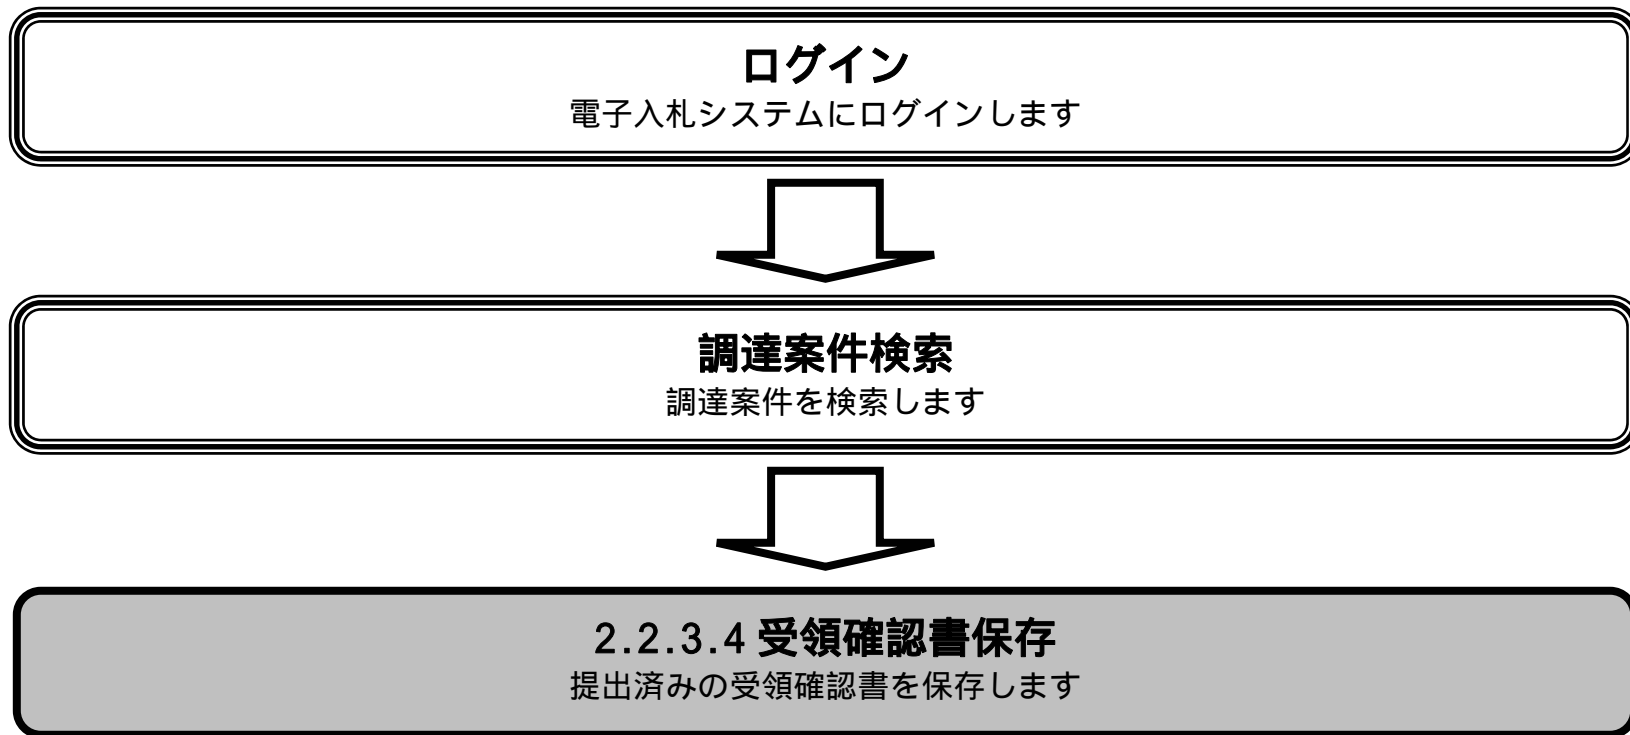 ログイン
電子入札システムにログインします
調達案件検索
調達案件を検索します
2.2.3.4 受領確認書保存
提出済みの受領確認書を保存します